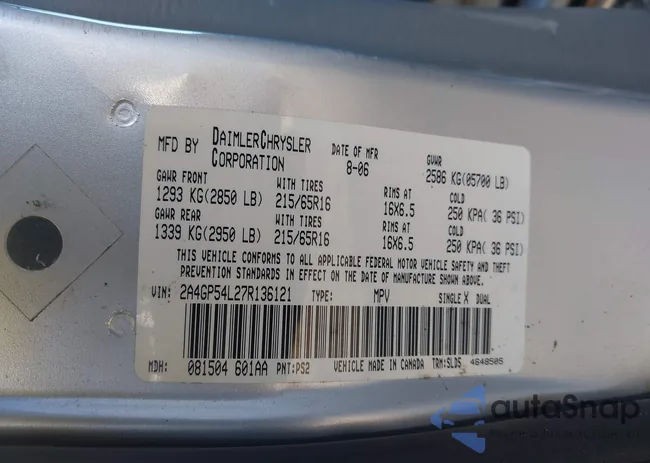 MFD BY DAIMLERCHRYSLER CORPORATION DATE OF MFR 8-06 GVWR 2586 KG(05700 LB)
GAWR FRONT WITH TIRES RIMS AT COLD
1293 KG(2850 LB) 215/65R16 16X6.5 250 KPA( 36 PSI)
GAWR REAR WITH TIRES RIMS AT COLD
1339 KG(2950 LB) 215/65R16 16X6.5 250 KPA( 36 PSI)
THIS VEHICLE CONFORMS TO ALL APPLICABLE FEDERAL MOTOR VEHICLE SAFETY AND THEFT
PREVENTION STANDARDS IN EFFECT ON THE DATE OF MANUFACTURE SHOWN ABOVE.
VIN: 2A4GP54L27R136121 TYPE: MPV SINGLE X DUAL
MDH: 081504 601AA PNT:PS2 VEHICLE MADE IN CANADA TRM:SLDS 4648505
autoSnap